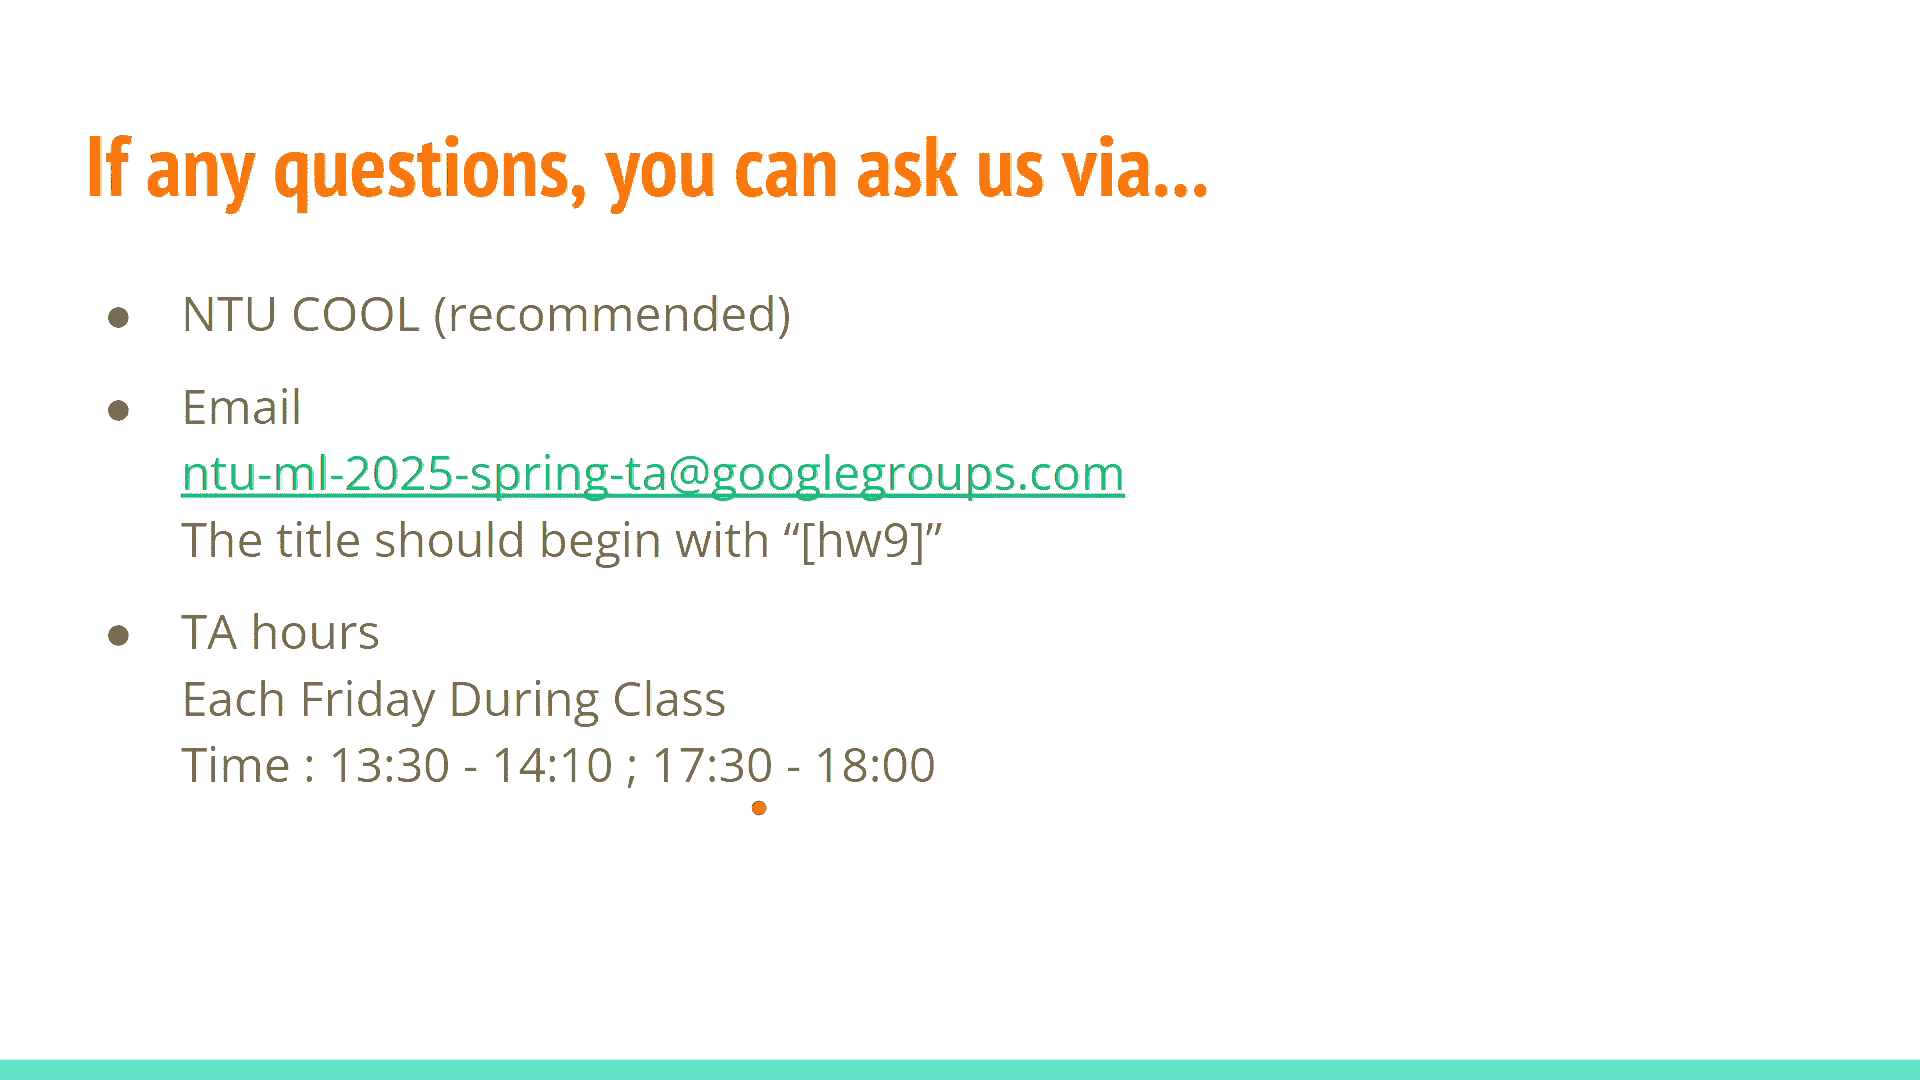 If any questions, you can ask us via...
● NTU COOL (recommended)
● Email
ntu-ml-2025-spring-ta@googlegroups.com
The title should begin with “[hw9]”
● TA hours
Each Friday During Class
Time : 13:30 - 14:10 ; 17:30 - 18:00